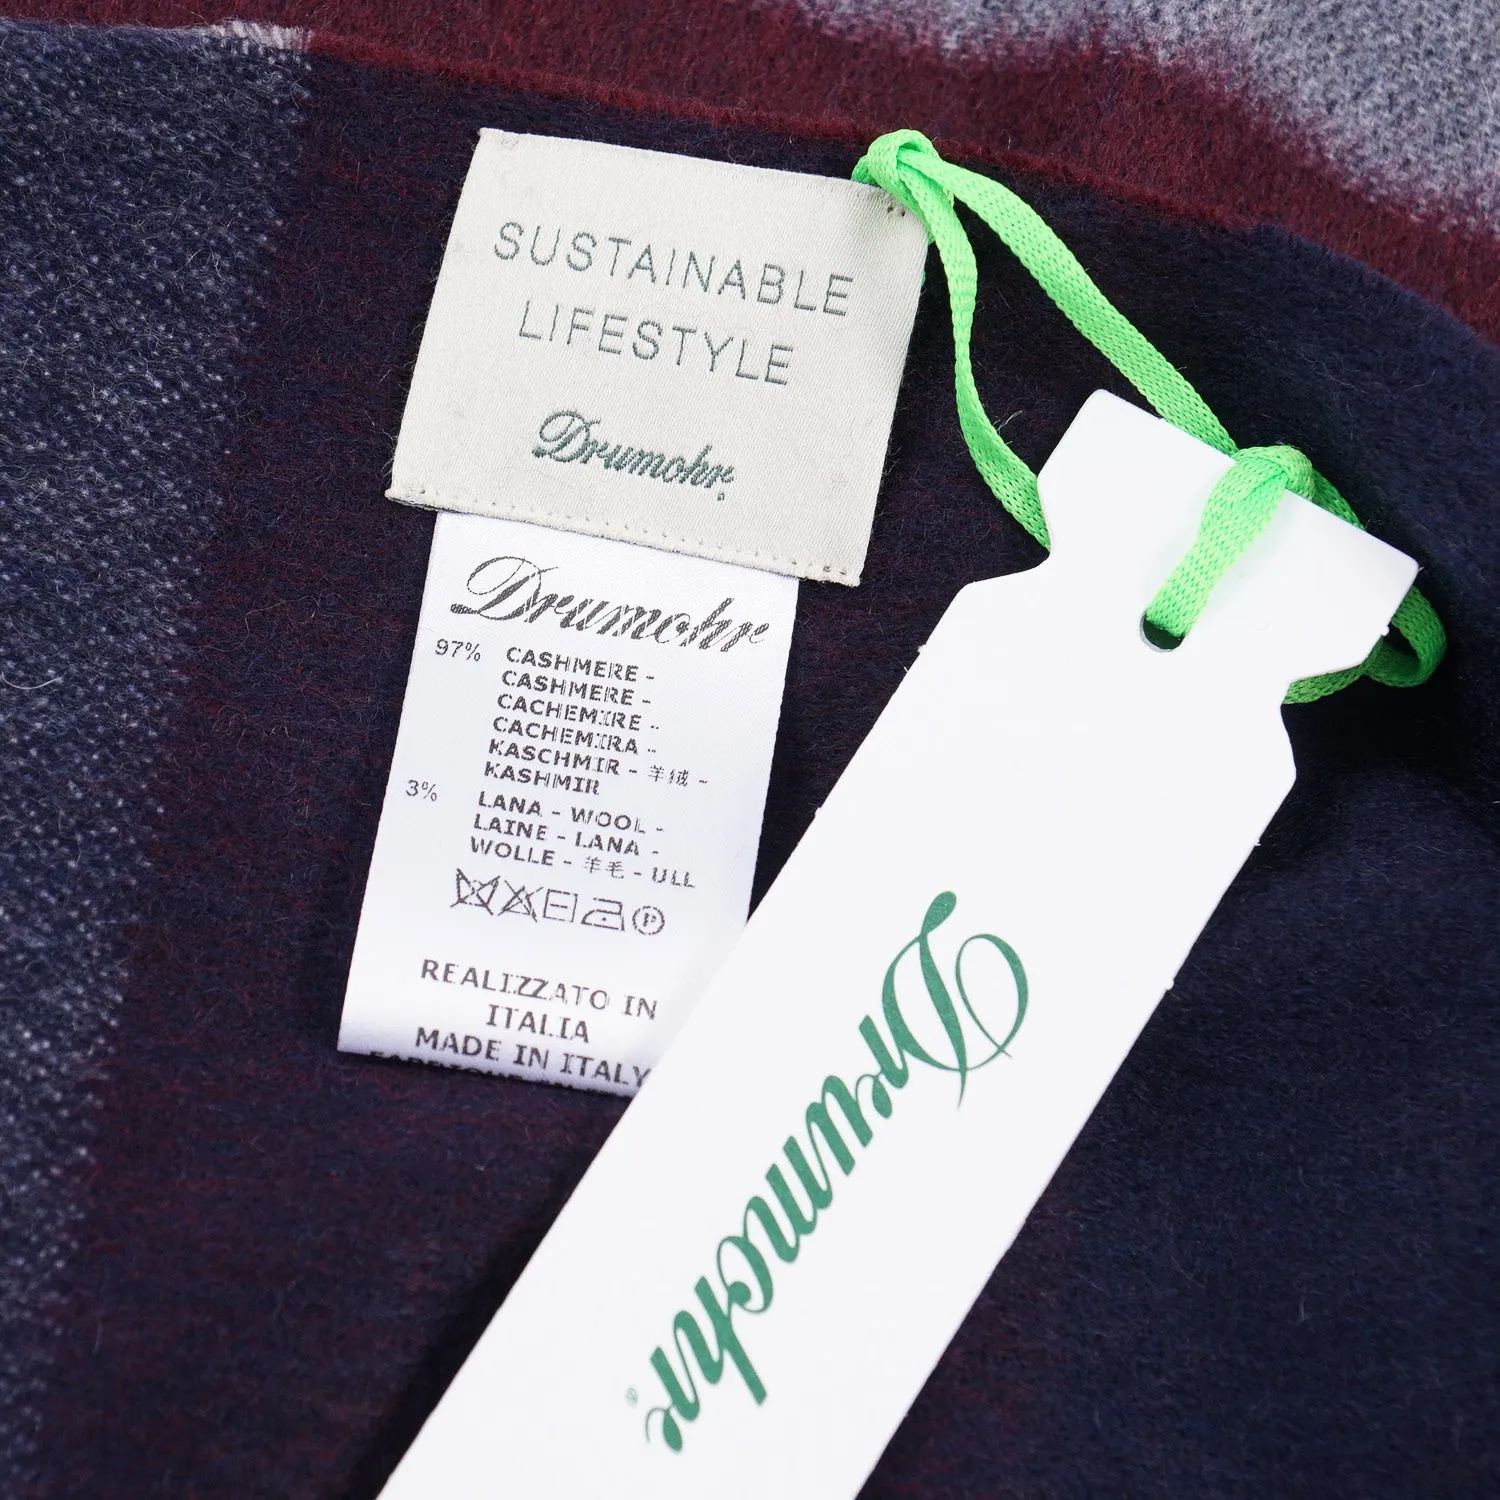 SUSTAINABLE
LIFESTYLE
Drumohr
Drumohr
97% CASHMERE -
CASHMERE -
CACHEMIRE -
CACHEMIRA -
KASCHMIR - 羊绒 -
KASHMIR
3% LANA - WOOL -
LAINE - LANA -
WOLLE - 羊毛 - ULL
P
REALIZZATO IN
ITALIA
MADE IN ITALY
Drumohr®